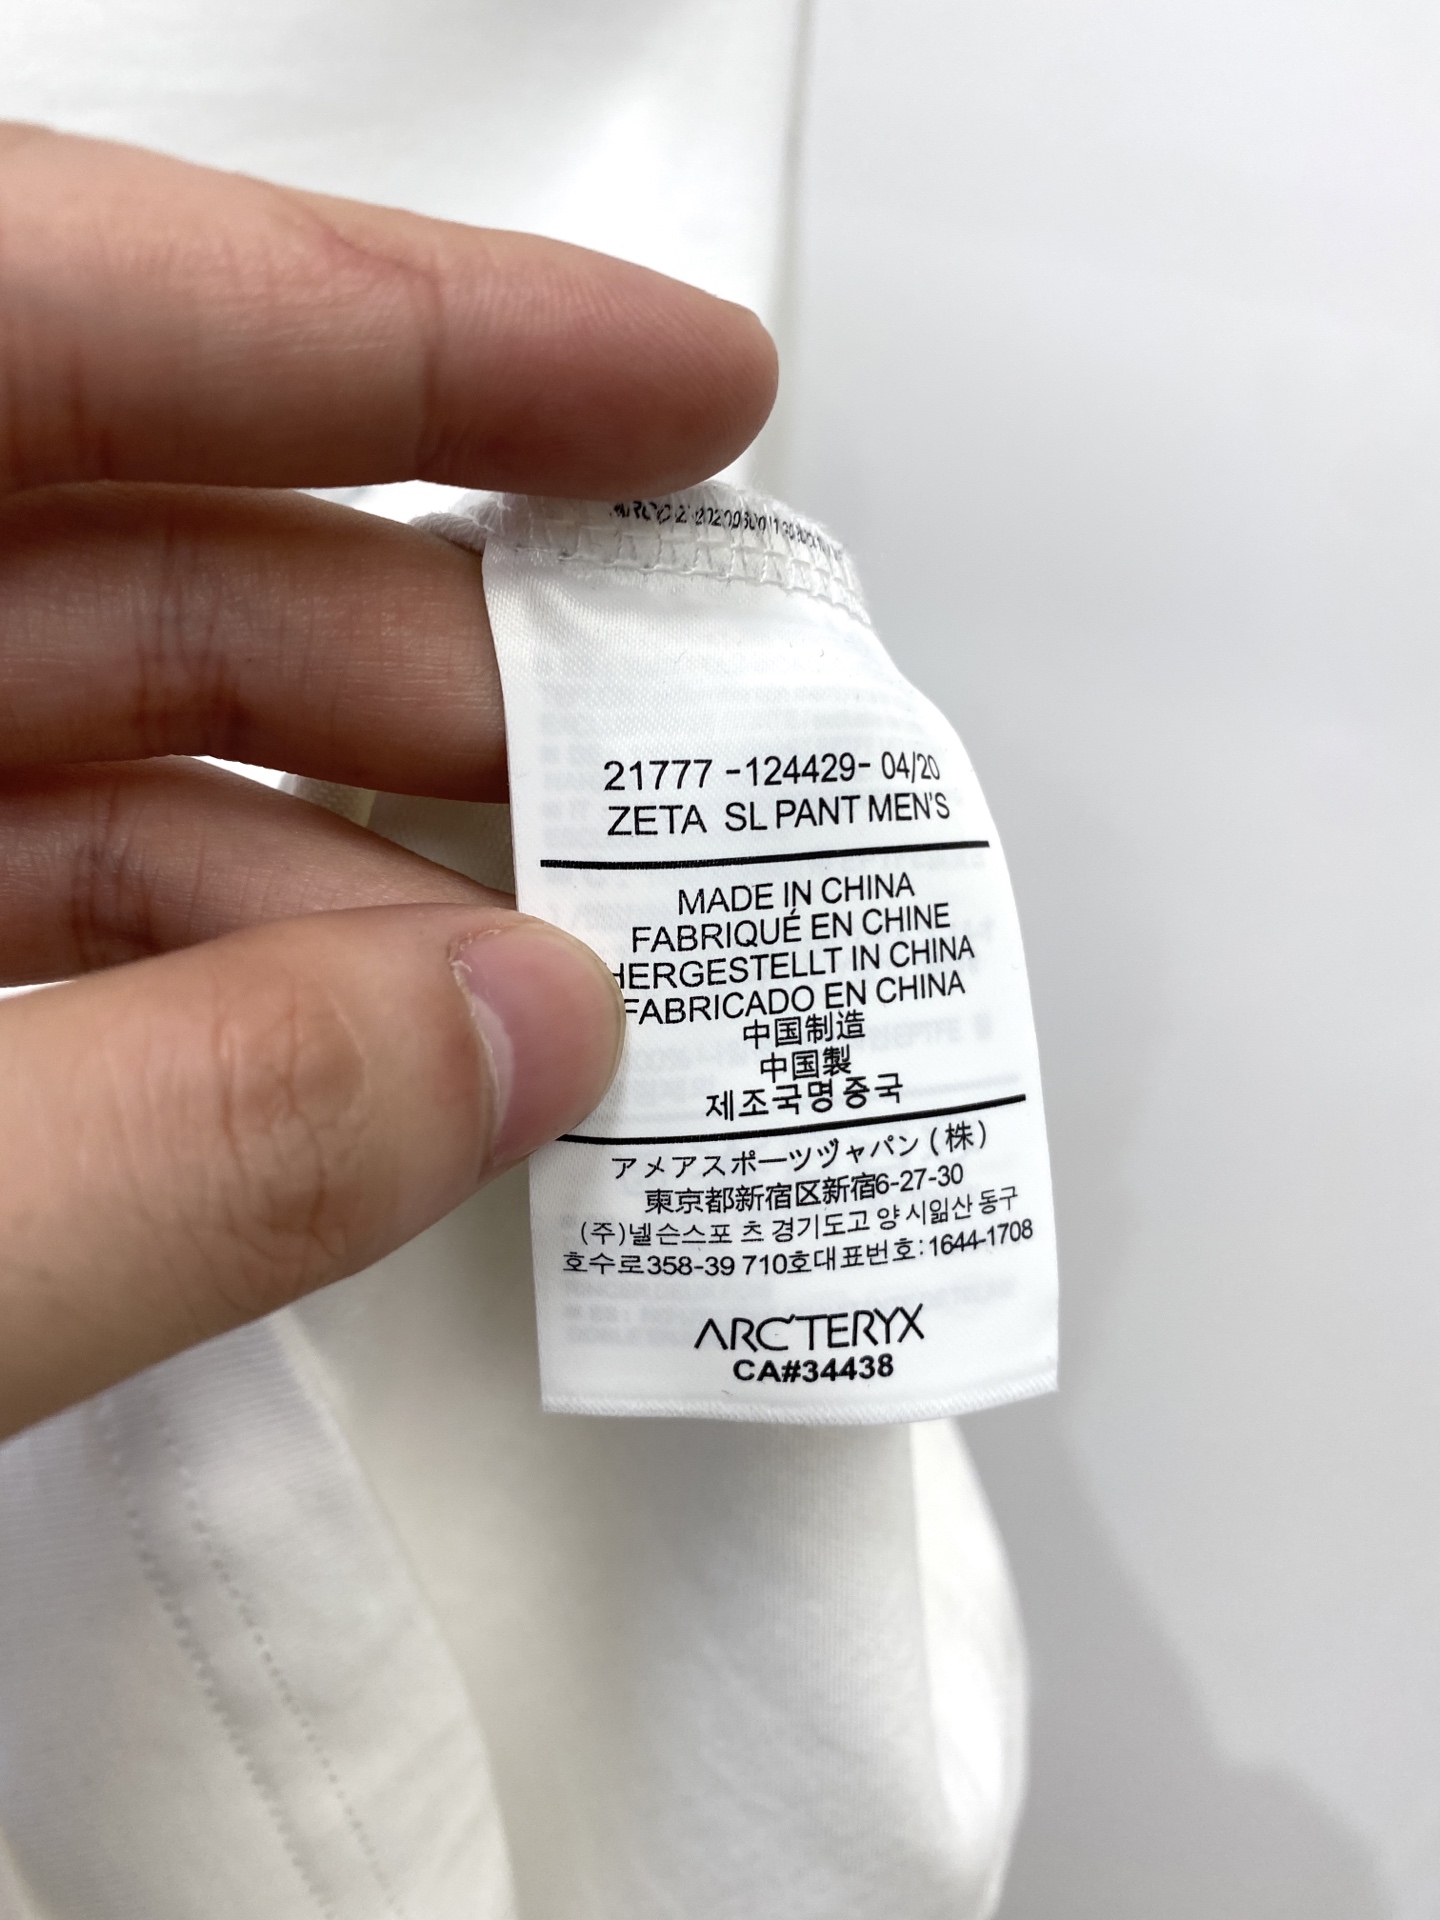 21777 -124429- 04/20
ZETA SL PANT MEN'S
MADE IN CHINA
FABRIQUÉ EN CHINE
HERGESTELLT IN CHINA
FABRICADO EN CHINA
中国制造
中国製
제조국명 중국
アメアスポーツヅャパン (株)
東京都新宿区新宿6-27-30
(주)넬슨스포 츠 경기도고 양 시일산 동구
호수로358-39 710호대표번호:1644-1708
ARC'TERYX
CA#34438